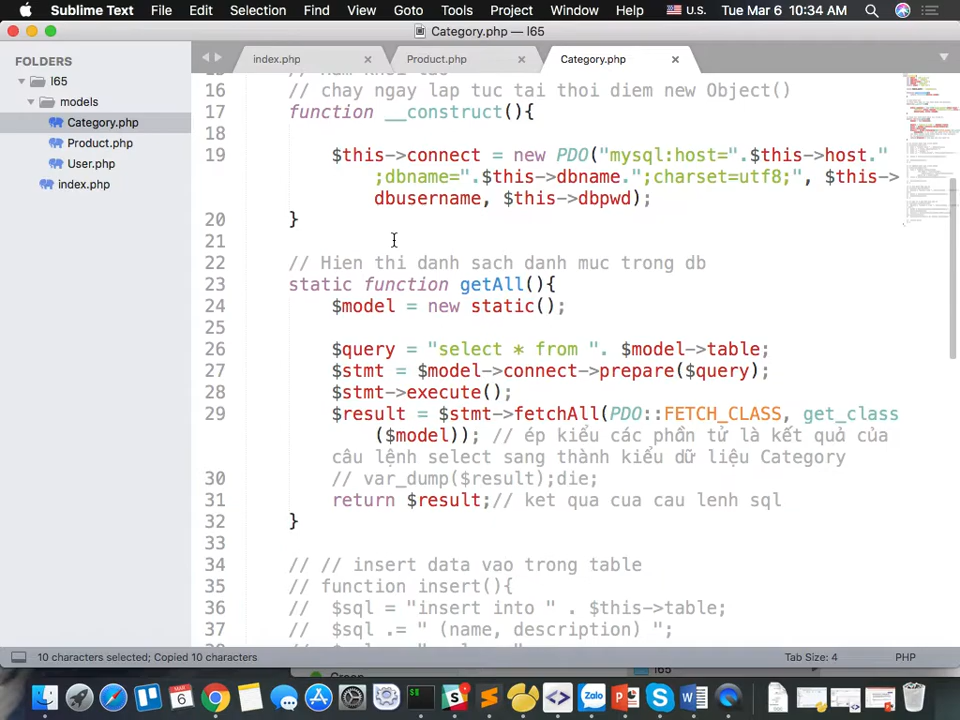 Sublime Text File Edit Selection Find View Goto Tools Project Window Help U.S. Tue Mar 6 10:34 AM
Category.php — l65
FOLDERS
l65
models
Category.php
Product.php
User.php
index.php
index.php Product.php Category.php
16 // chay ngay lap tuc tai thoi diem new Object()
17 function __construct(){
18
19 $this->connect = new PDO("mysql:host=".$this->host."
;dbname=".$this->dbname.";charset=utf8;", $this->
dbusername, $this->dbpwd);
20 }
21
22 // Hien thi danh sach danh muc trong db
23 static function getAll(){
24 $model = new static();
25
26 $query = "select * from ". $model->table;
27 $stmt = $model->connect->prepare($query);
28 $stmt->execute();
29 $result = $stmt->fetchAll(PDO::FETCH_CLASS, get_class
($model)); // ép kiểu các phần tử là kết quả của
câu lệnh select sang thành kiểu dữ liệu Category
30 // var_dump($result);die;
31 return $result;// ket qua cua cau lenh sql
32 }
33
34 // // insert data vao trong table
35 // function insert(){
36 // $sql = "insert into " . $this->table;
37 // $sql .= " (name, description) ";
10 characters selected; Copied 10 characters Tab Size: 4 PHP
Green l65
MAR 6 Zalo